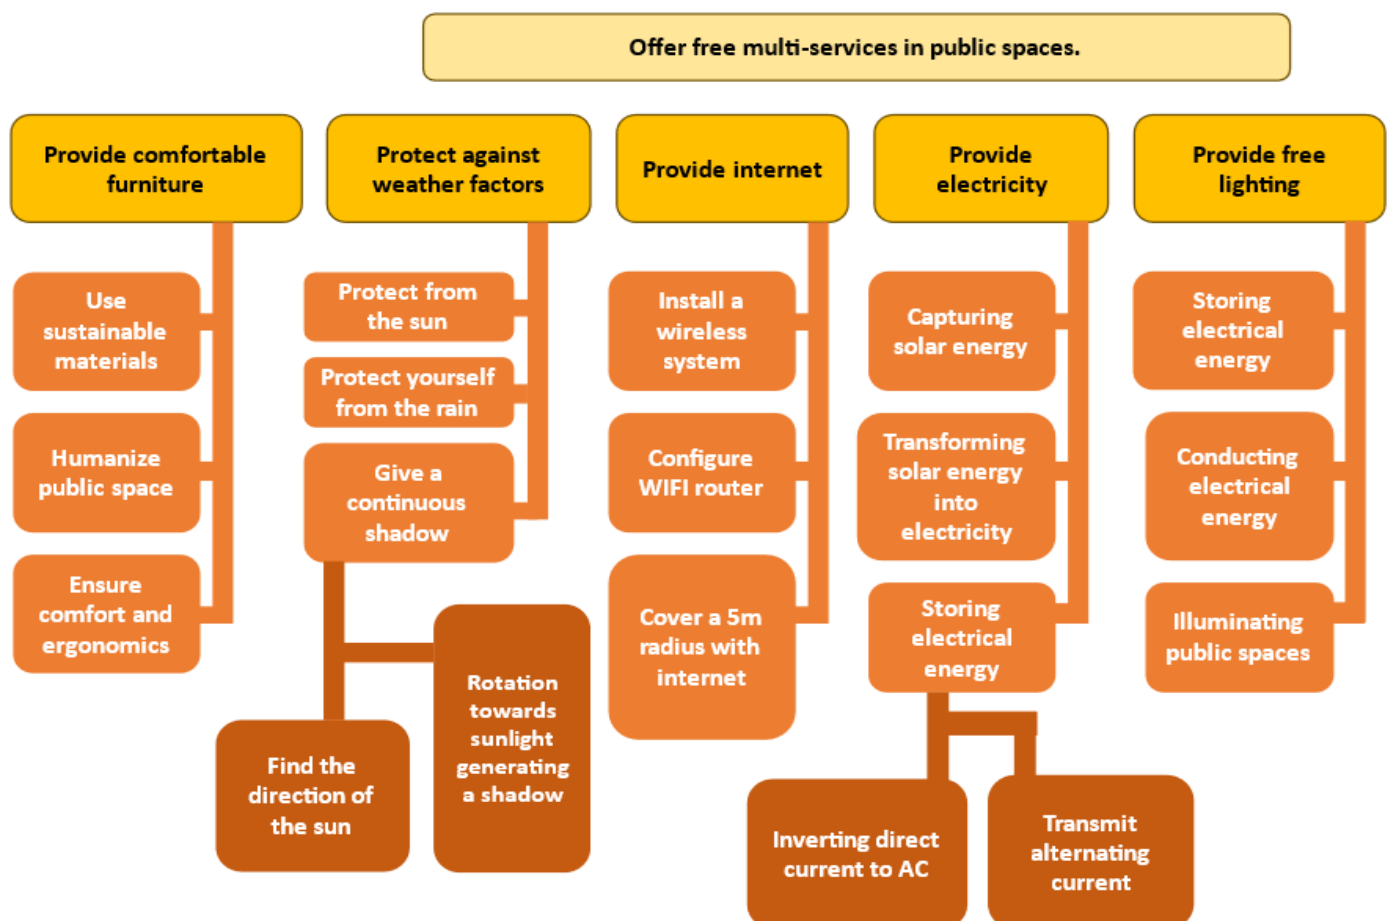 Offer free multi-services in public spaces.
Provide comfortable
furniture
Protect against
weather factors
Provide internet
Provide
electricity
Provide free
lighting
Use
sustainable
materials
Humanize
public space
Ensure
comfort and
ergonomics
Protect from
the sun
Protect yourself
from the rain
Give a
continuous
shadow
Find the
direction of
the sun
Rotation
towards
sunlight
generating
a shadow
Install a
wireless
system
Configure
WIFI router
Cover a 5m
radius with
internet
Capturing
solar energy
Transforming
solar energy
into
electricity
Storing
electrical
energy
Inverting direct
current to AC
Transmit
alternating
current
Storing
electrical
energy
Conducting
electrical
energy
Illuminating
public spaces